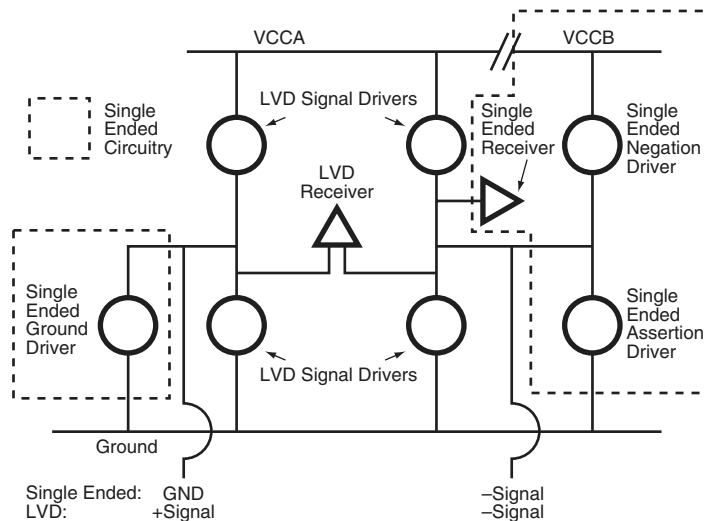 VCCA
VCCB
Single
Ended
Circuitry
LVD Signal Drivers
Single
Ended
Receiver
Single
Ended
Negation
Driver
LVD
Receiver
Single
Ended
Ground
Driver
Single
Ended
Assertion
Driver
LVD Signal Drivers
Ground
Single Ended: GND –Signal
LVD: +Signal –Signal